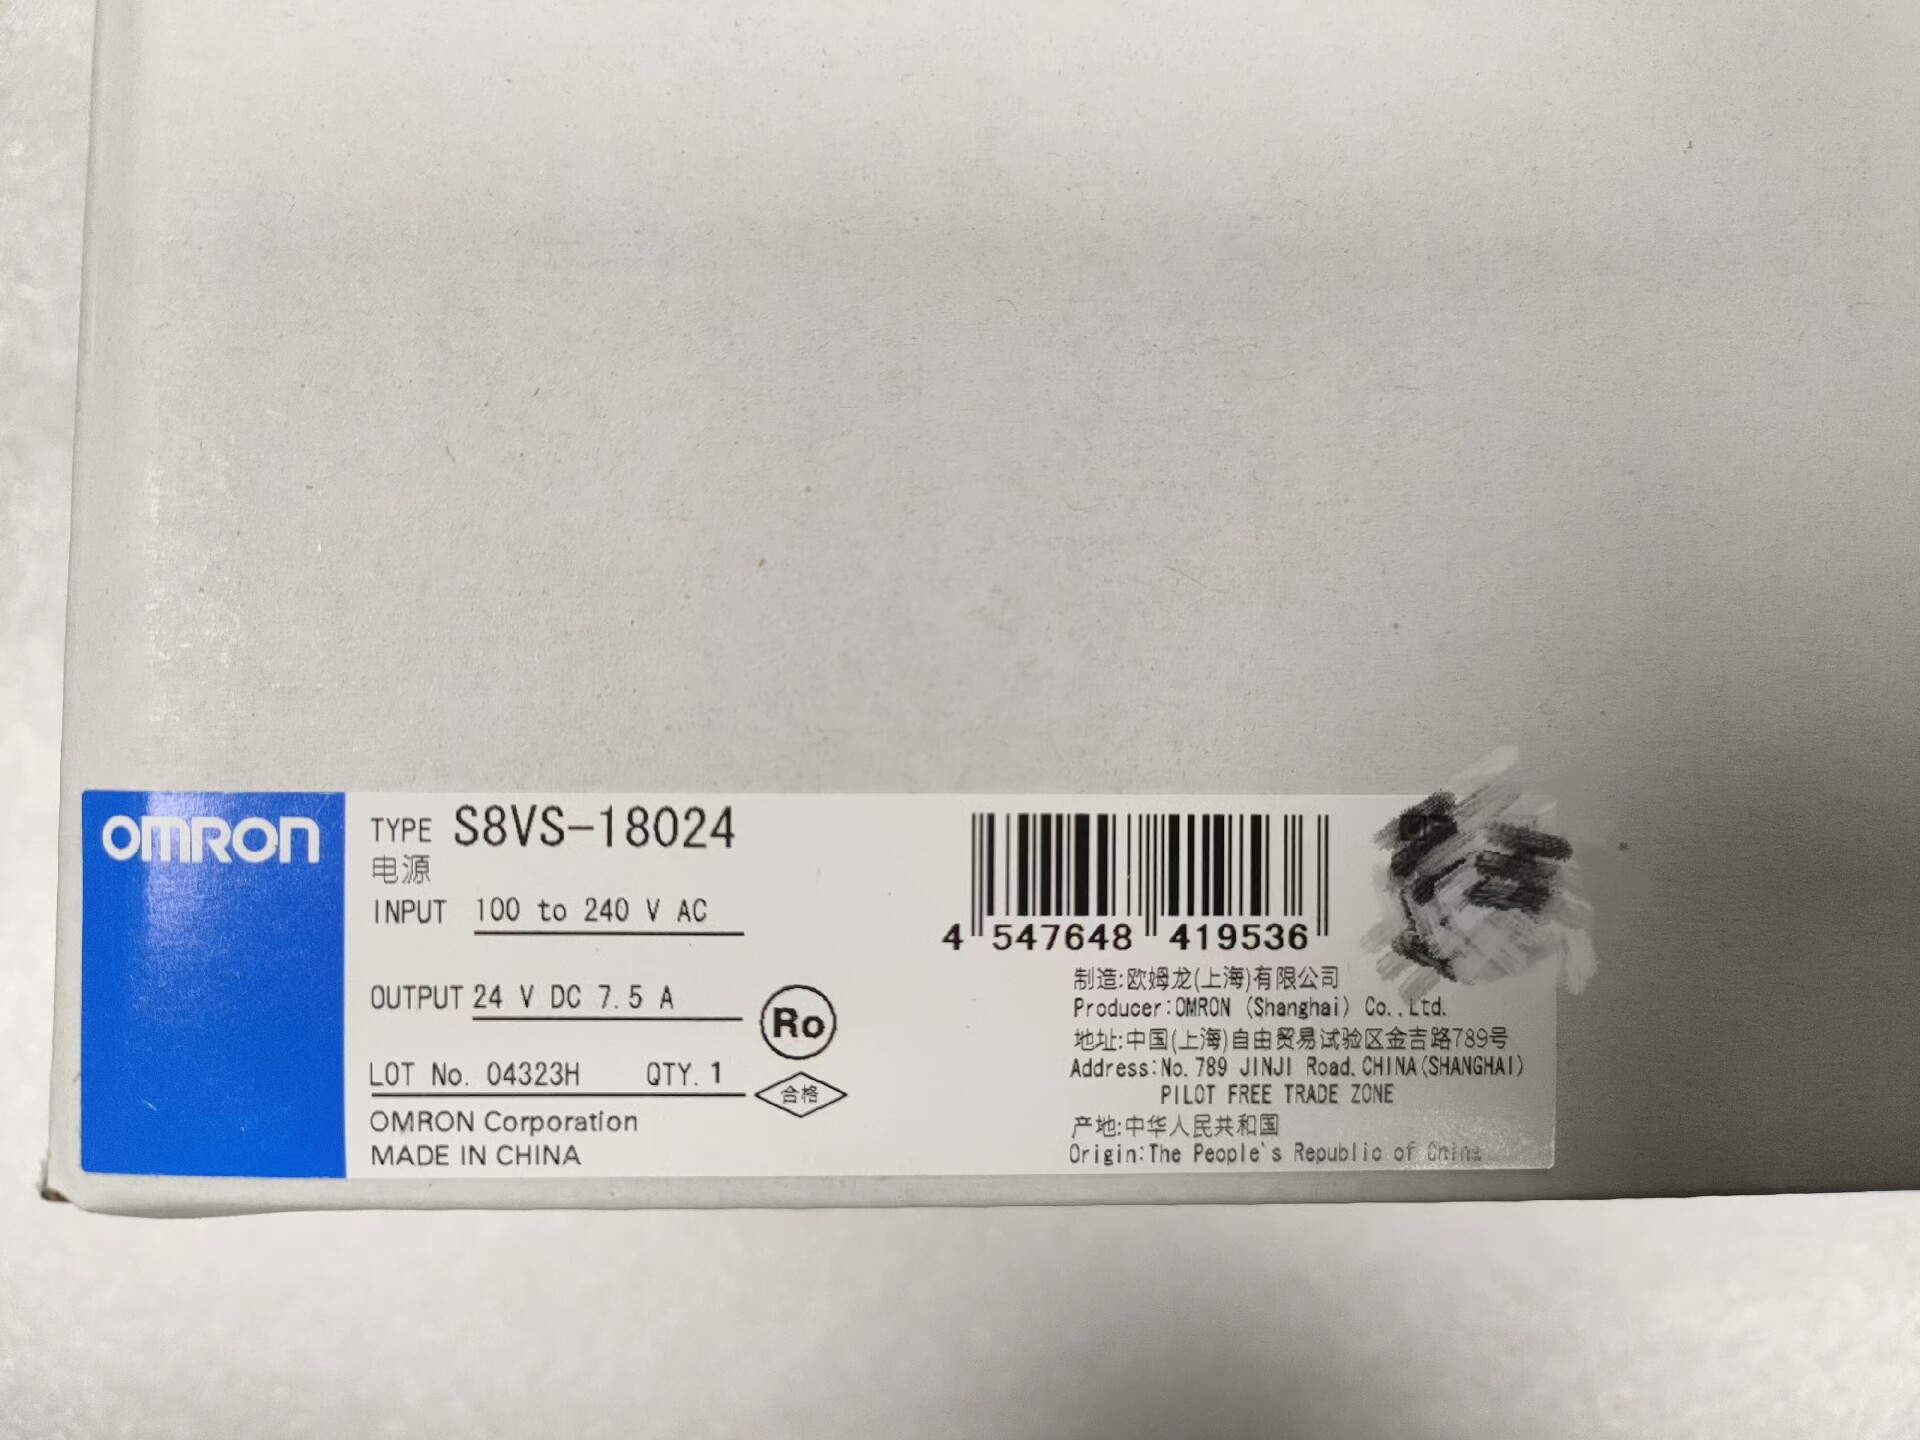 OMRON
TYPE S8VS-18024
电源
INPUT 100 to 240 V AC
OUTPUT 24 V DC 7.5 A
Ro
LOT No. 04323H QTY. 1
合格
OMRON Corporation
MADE IN CHINA
4 547648 419536
制造:欧姆龙(上海)有限公司
Producer:OMRON (Shanghai) Co.,Ltd.
地址:中国(上海)自由贸易试验区金吉路789号
Address:No.789 JINJI Road.CHINA(SHANGHAI)
PILOT FREE TRADE ZONE
产地:中华人民共和国
Origin:The People's Republic of China